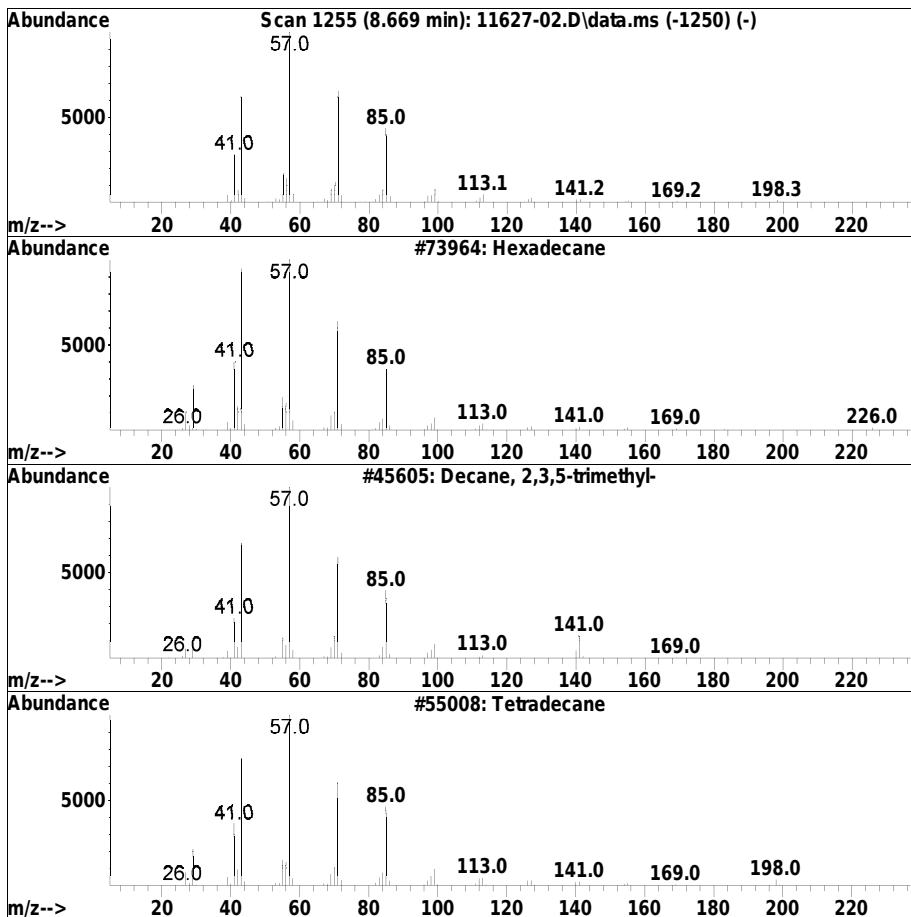 Abundance Scan 1255 (8.669 min): 11627-02.D\data.ms (-1250) (-)
57.0
5000
85.0
41.0
113.1 141.2 169.2 198.3
m/z--> 20 40 60 80 100 120 140 160 180 200 220
Abundance #73964: Hexadecane
57.0
5000
41.0
85.0
26.0 113.0 141.0 169.0 226.0
m/z--> 20 40 60 80 100 120 140 160 180 200 220
Abundance #45605: Decane, 2,3,5-trimethyl-
57.0
5000
85.0
41.0
141.0
26.0 113.0 169.0
m/z--> 20 40 60 80 100 120 140 160 180 200 220
Abundance #55008: Tetradecane
57.0
5000
85.0
41.0
26.0 113.0 141.0 169.0 198.0
m/z--> 20 40 60 80 100 120 140 160 180 200 220